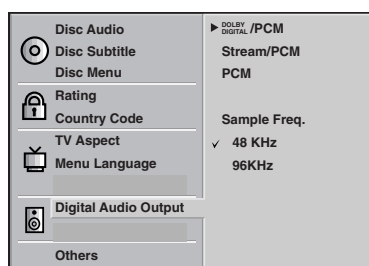 Disc Audio
Disc Subtitle
Disc Menu
Rating
Country Code
TV Aspect
Menu Language
Digital Audio Output
Others
DOLBY DIGITAL /PCM
Stream/PCM
PCM
Sample Freq.
✓ 48 KHz
96KHz